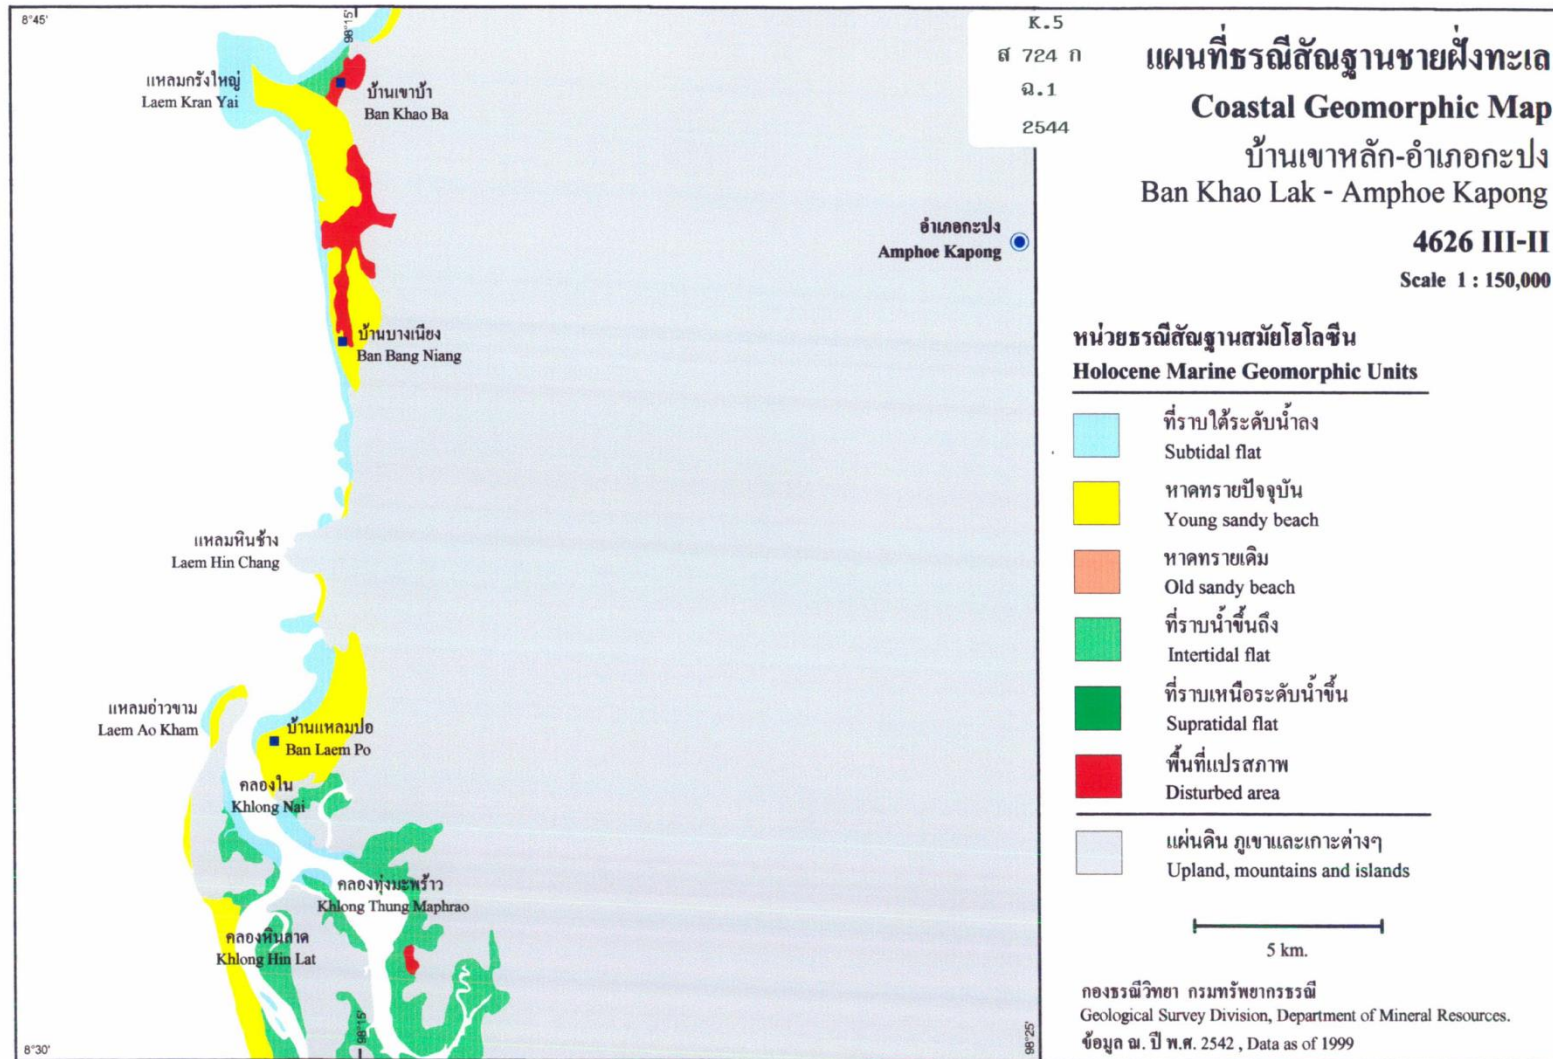 8°45'
98°15'
แหลมกรังใหญ่
Laem Kran Yai
บ้านเขาบ้า
Ban Khao Ba
อำเภอกะปง
Amphoe Kapong
บ้านบางเนียง
Ban Bang Niang
แหลมหินช้าง
Laem Hin Chang
แหลมอ่าวขาม
Laem Ao Kham
บ้านแหลมปอ
Ban Laem Po
คลองใน
Khlong Nai
คลองทุ่งมะพร้าว
Khlong Thung Maphrao
คลองหินลาด
Khlong Hin Lat
8°30'
98°15'
98°25'
K.5
ส 724 ก
ฉ.1
2544
แผนที่ธรณีสัณฐานชายฝั่งทะเล
Coastal Geomorphic Map
บ้านเขาหลัก-อำเภอกะปง
Ban Khao Lak - Amphoe Kapong
4626 III-II
Scale 1 : 150,000
หน่วยธรณีสัณฐานสมัยโฮโลซีน
Holocene Marine Geomorphic Units
ที่ราบใต้ระดับน้ำลง
Subtidal flat
หาดทรายปัจจุบัน
Young sandy beach
หาดทรายเดิม
Old sandy beach
ที่ราบน้ำขึ้นถึง
Intertidal flat
ที่ราบเหนือระดับน้ำขึ้น
Supratidal flat
พื้นที่แปรสภาพ
Disturbed area
แผ่นดิน ภูเขาและเกาะต่างๆ
Upland, mountains and islands
5 km.
กองธรณีวิทยา กรมทรัพยากรธรณี
Geological Survey Division, Department of Mineral Resources.
ข้อมูล ณ. ปี พ.ศ. 2542 , Data as of 1999